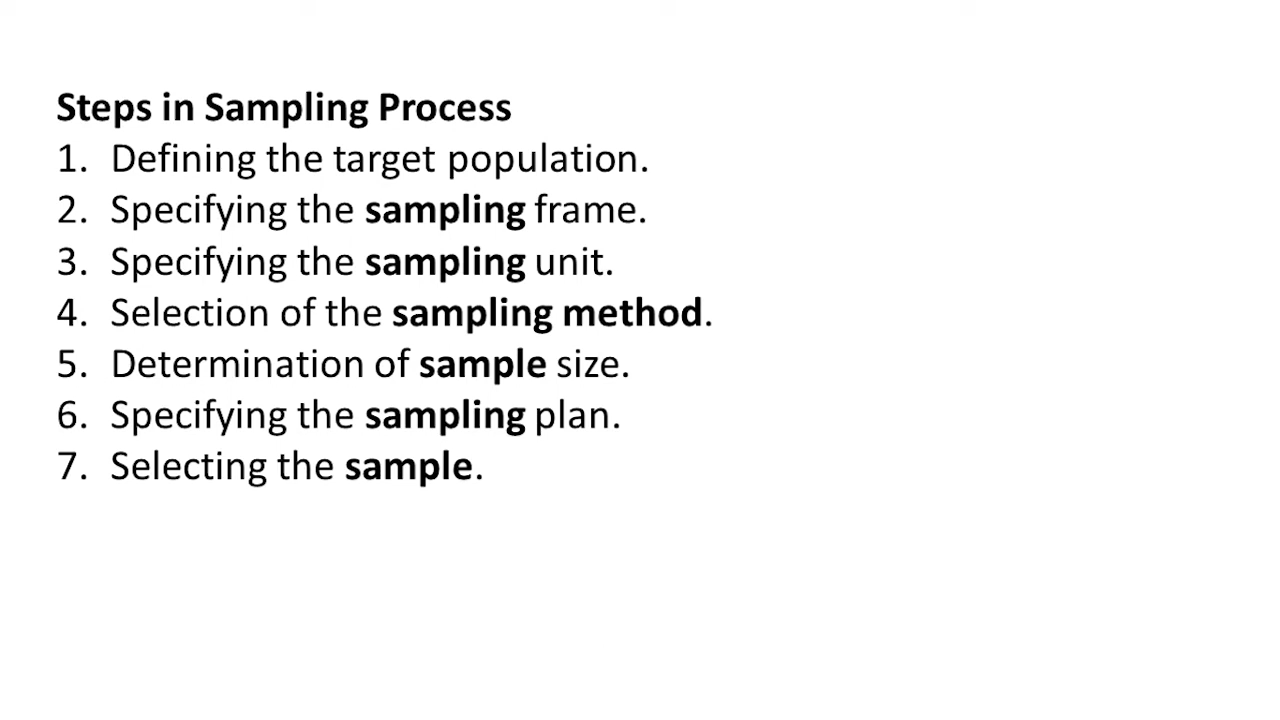 Steps in Sampling Process
1. Defining the target population.
2. Specifying the sampling frame.
3. Specifying the sampling unit.
4. Selection of the sampling method.
5. Determination of sample size.
6. Specifying the sampling plan.
7. Selecting the sample.